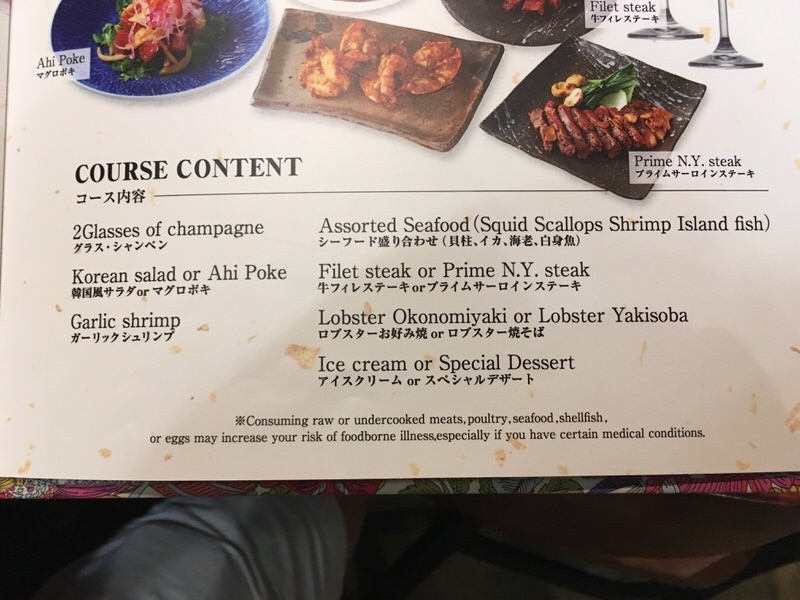 Filet steak
牛フィレステーキ
Ahi Poke
マグロポキ
Prime N.Y. steak
プライムサーロインステーキ
COURSE CONTENT
コース内容
2Glasses of champagne
グラス・シャンペン
Korean salad or Ahi Poke
韓国風サラダor マグロポキ
Garlic shrimp
ガーリックシュリンプ
Assorted Seafood (Squid Scallops Shrimp Island fish)
シーフード盛り合わせ (貝柱、イカ、海老、白身魚)
Filet steak or Prime N.Y. steak
牛フィレステーキorプライムサーロインステーキ
Lobster Okonomiyaki or Lobster Yakisoba
ロブスターお好み焼 or ロブスター焼そば
Ice cream or Special Dessert
アイスクリーム or スペシャルデザート
※Consuming raw or undercooked meats,poultry,seafood,shellfish,
or eggs may increase your risk of foodborne illness,especially if you have certain medical conditions.